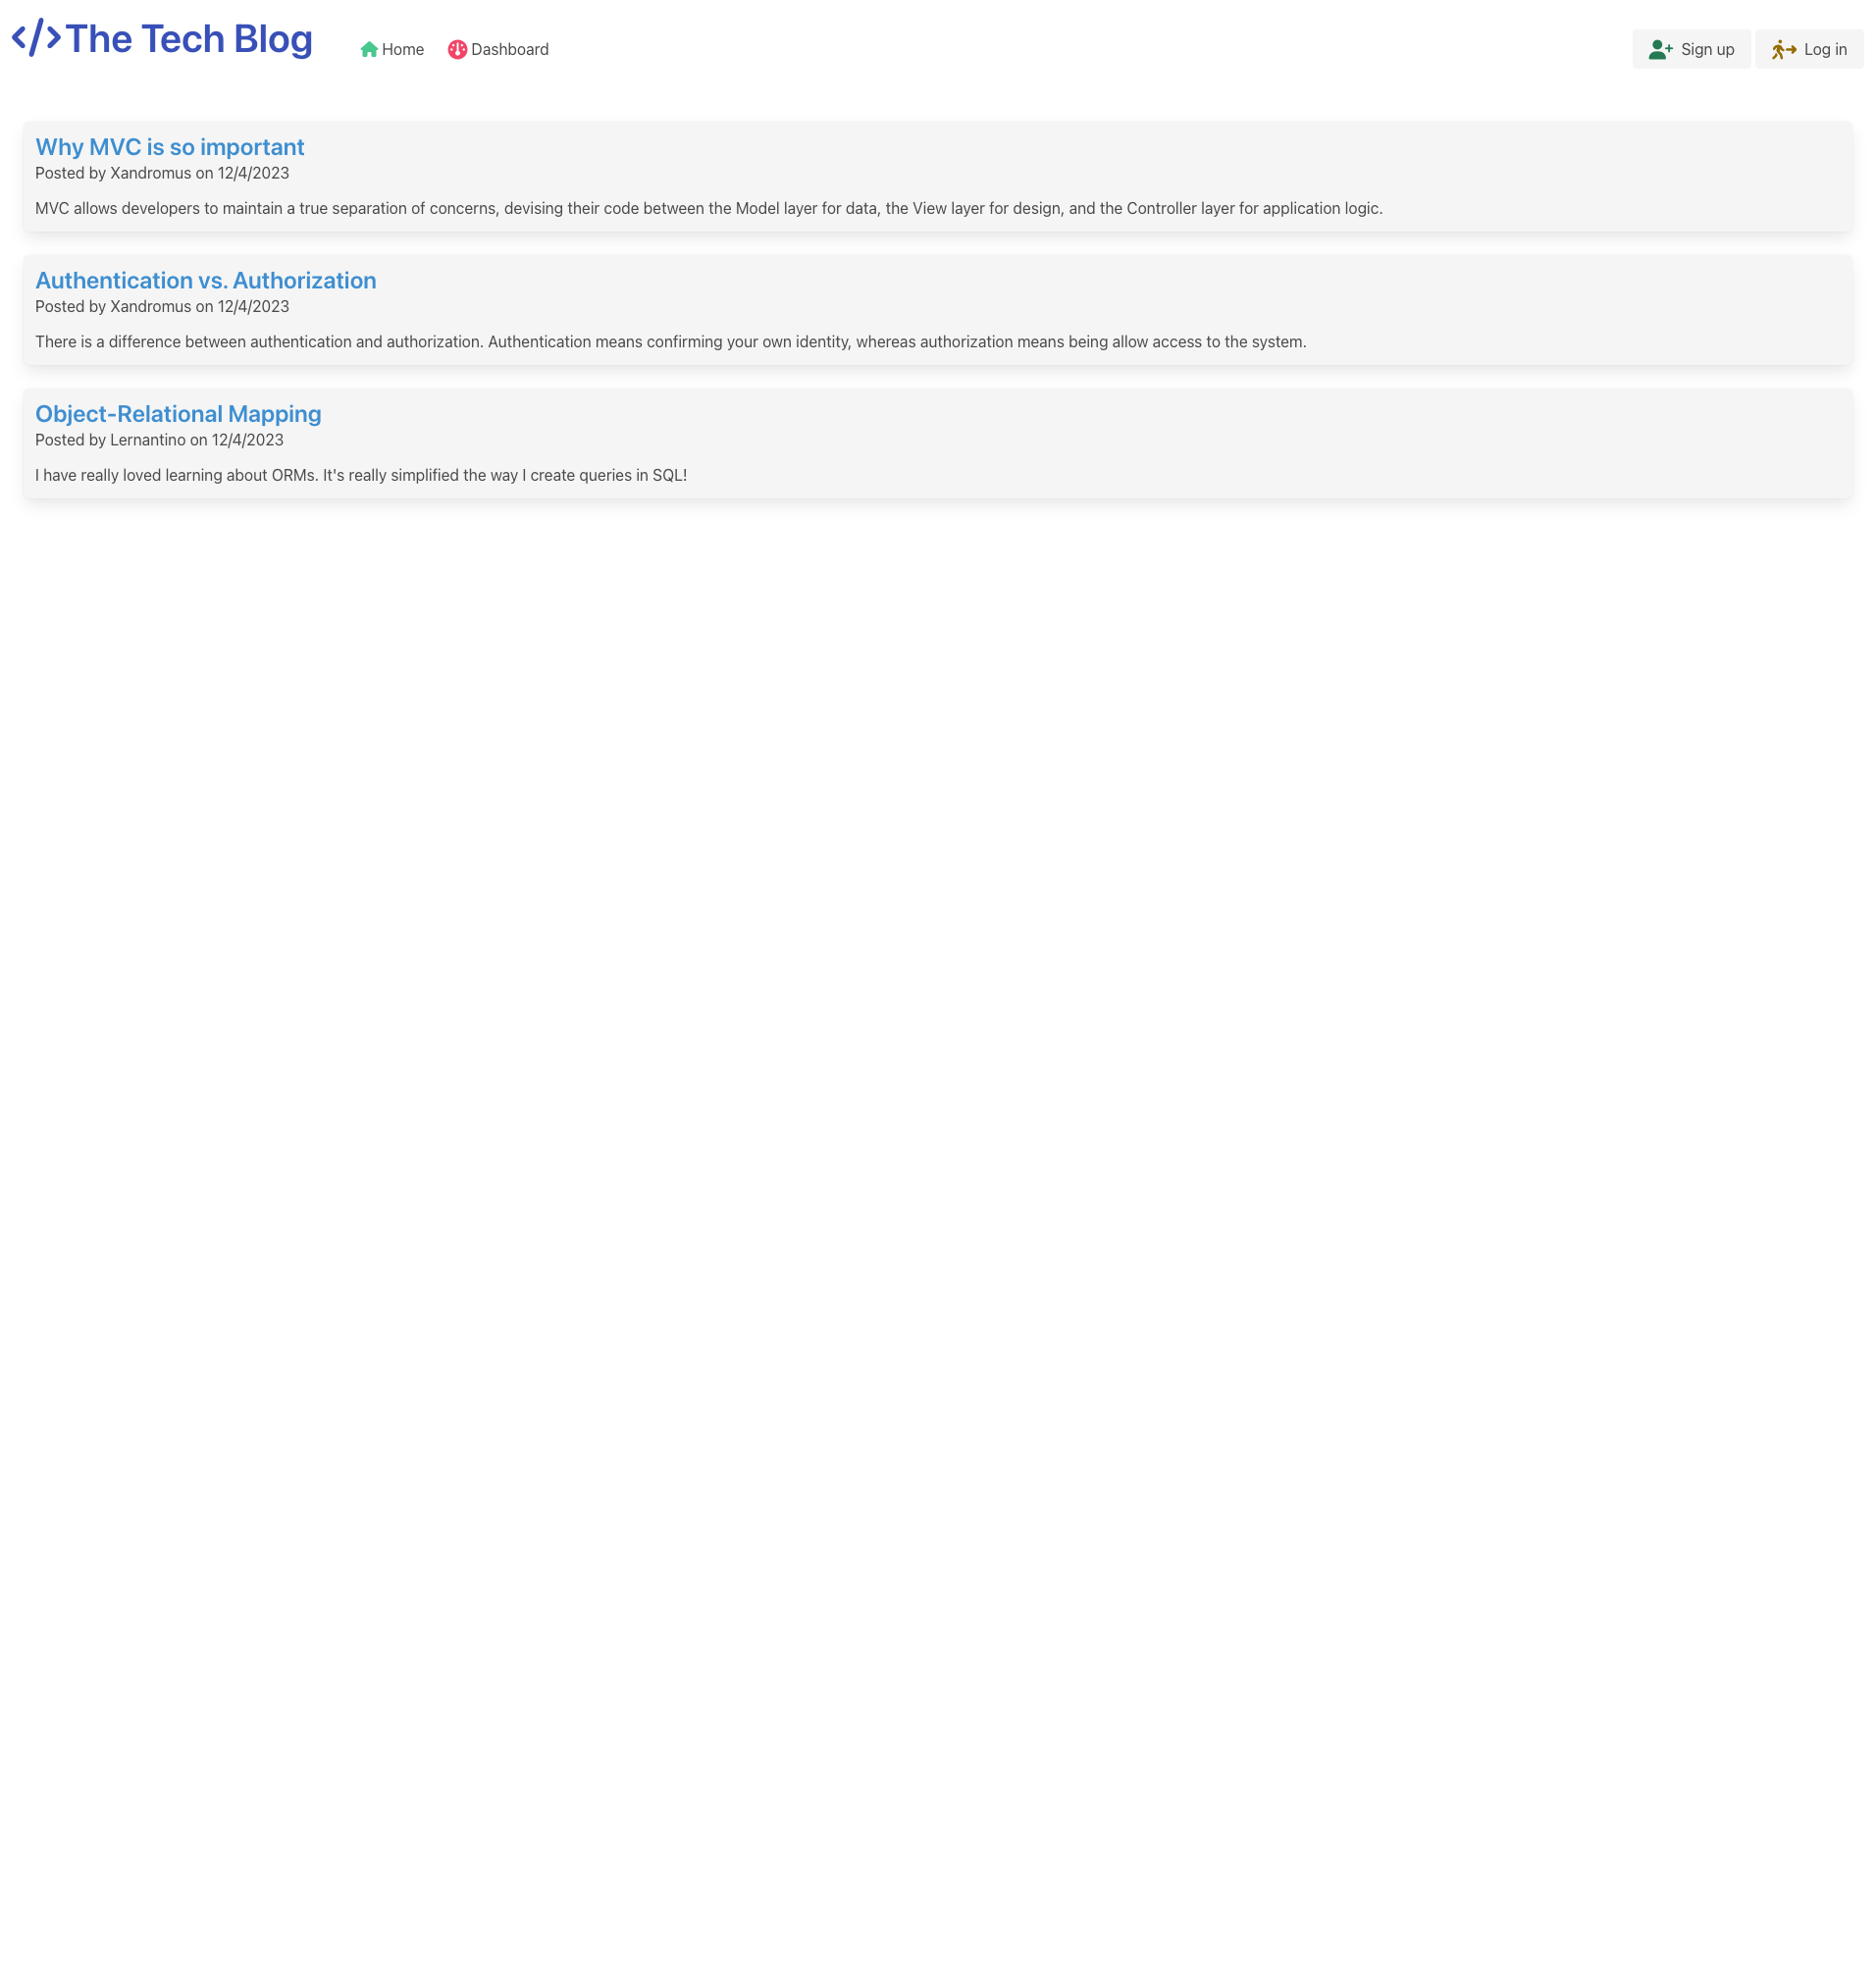 The Tech Blog
Home
Dashboard
Sign up
Log in
Why MVC is so important
Posted by Xandromus on 12/4/2023
MVC allows developers to maintain a true separation of concerns, devising their code between the Model layer for data, the View layer for design, and the Controller layer for application logic.
Authentication vs. Authorization
Posted by Xandromus on 12/4/2023
There is a difference between authentication and authorization. Authentication means confirming your own identity, whereas authorization means being allow access to the system.
Object-Relational Mapping
Posted by Lernantino on 12/4/2023
I have really loved learning about ORMs. It's really simplified the way I create queries in SQL!